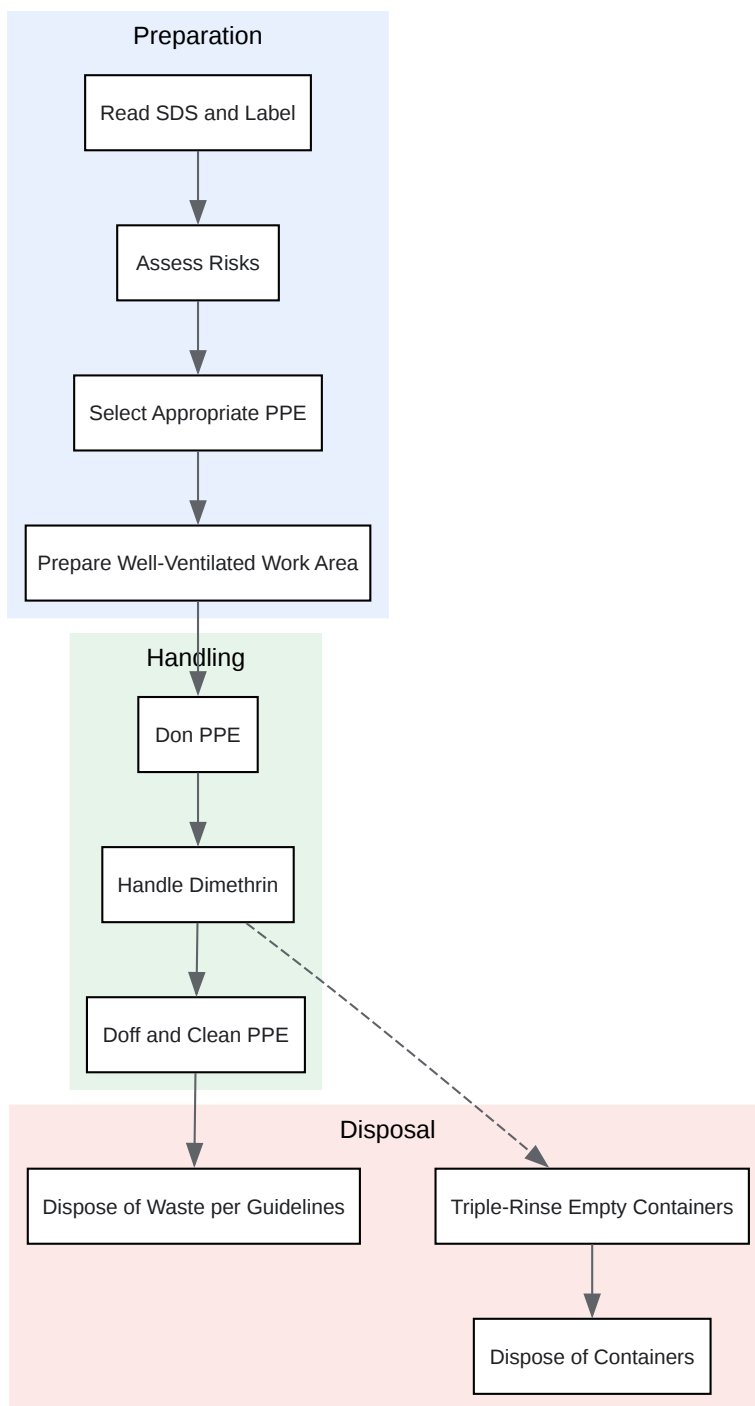 Preparation
Read SDS and Label
Assess Risks
Select Appropriate PPE
Prepare Well-Ventilated Work Area
Handling
Don PPE
Handle Dimethrin
Doff and Clean PPE
Disposal
Dispose of Waste per Guidelines
Triple-Rinse Empty Containers
Dispose of Containers